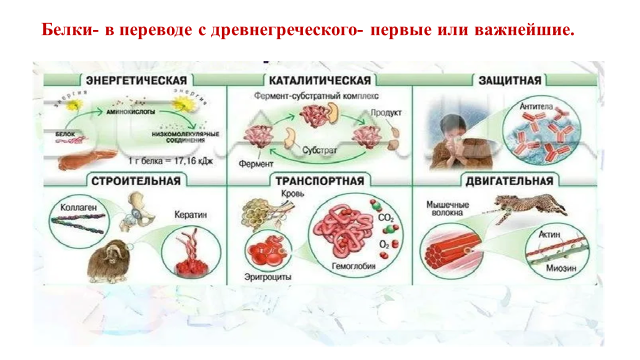 Белки- в переводе с древнегреческого- первые или важнейшие.
ЭНЕРГЕТИЧЕСКАЯ
энергия
энергия
АМИНОКИСЛОТЫ
БЕЛОК
НИЗКОМОЛЕКУЛЯРНЫЕ
СОЕДИНЕНИЯ
1 г белка = 17,16 кДж
КАТАЛИТИЧЕСКАЯ
Фермент-субстратный комплекс
Продукт
Субстрат
Фермент
ЗАЩИТНАЯ
Антитела
СТРОИТЕЛЬНАЯ
Коллаген
Кератин
ТРАНСПОРТНАЯ
Кровь
CO2
O2
Гемоглобин
Эригроциты
ДВИГАТЕЛЬНАЯ
Мышечные
волокна
Актин
Миозин